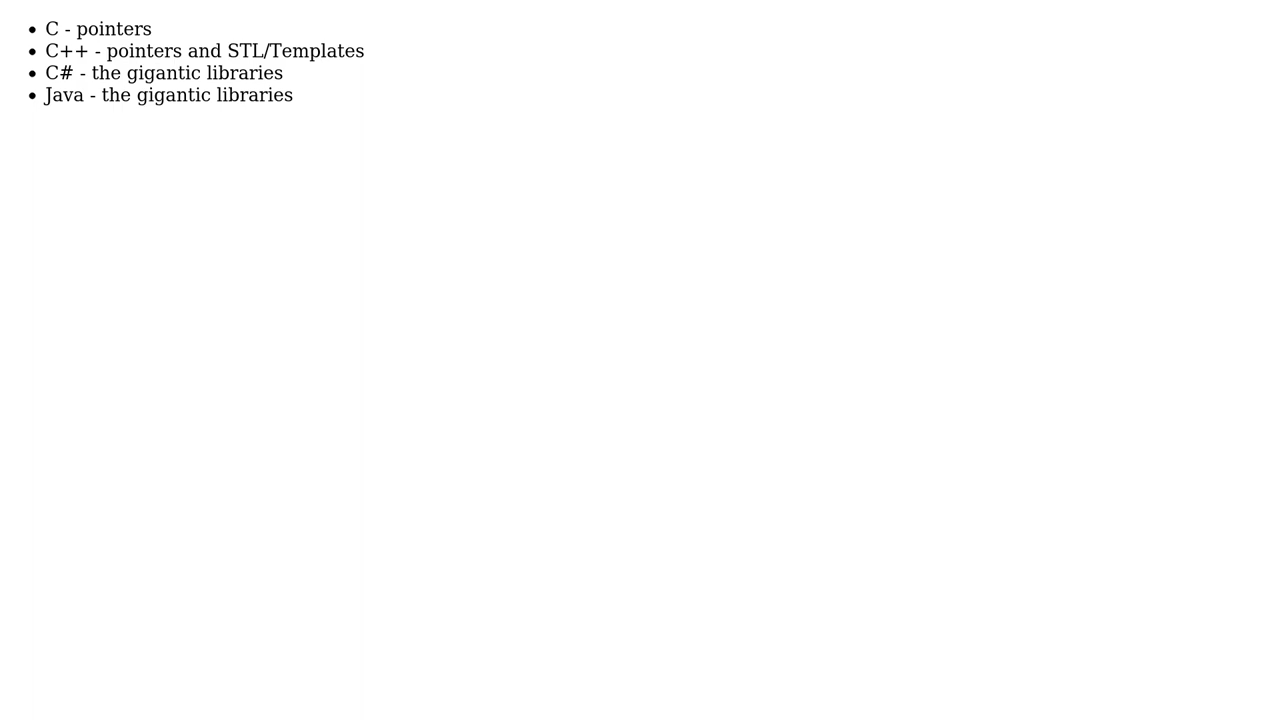 • C - pointers
• C++ - pointers and STL/Templates
• C# - the gigantic libraries
• Java - the gigantic libraries